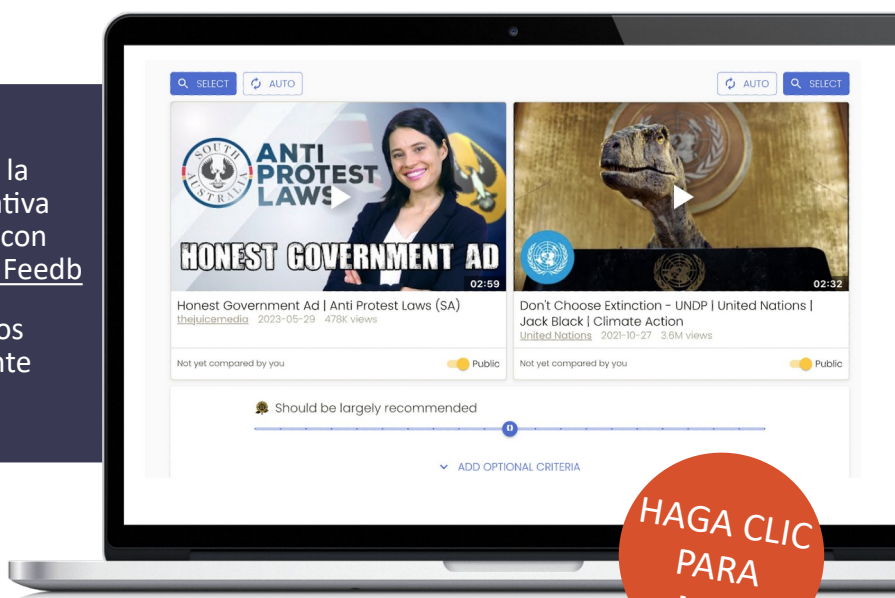 la
ativa
con
Feedb
os
nte
SELECT
AUTO
AUTO
SELECT
SOUTH
AUSTRALIA
ANTI
PROTEST
LAWS
HONEST GOVERNMENT AD
02:59
02:32
Honest Government Ad | Anti Protest Laws (SA)
thejuicemedia 2023-05-29 478K views
Don't Choose Extinction - UNDP | United Nations |
Jack Black | Climate Action
United Nations 2021-10-27 3.6M views
Not yet compared by you
Public
Not yet compared by you
Public
Should be largely recommended
0
ADD OPTIONAL CRITERIA
HAGA CLIC
PARA